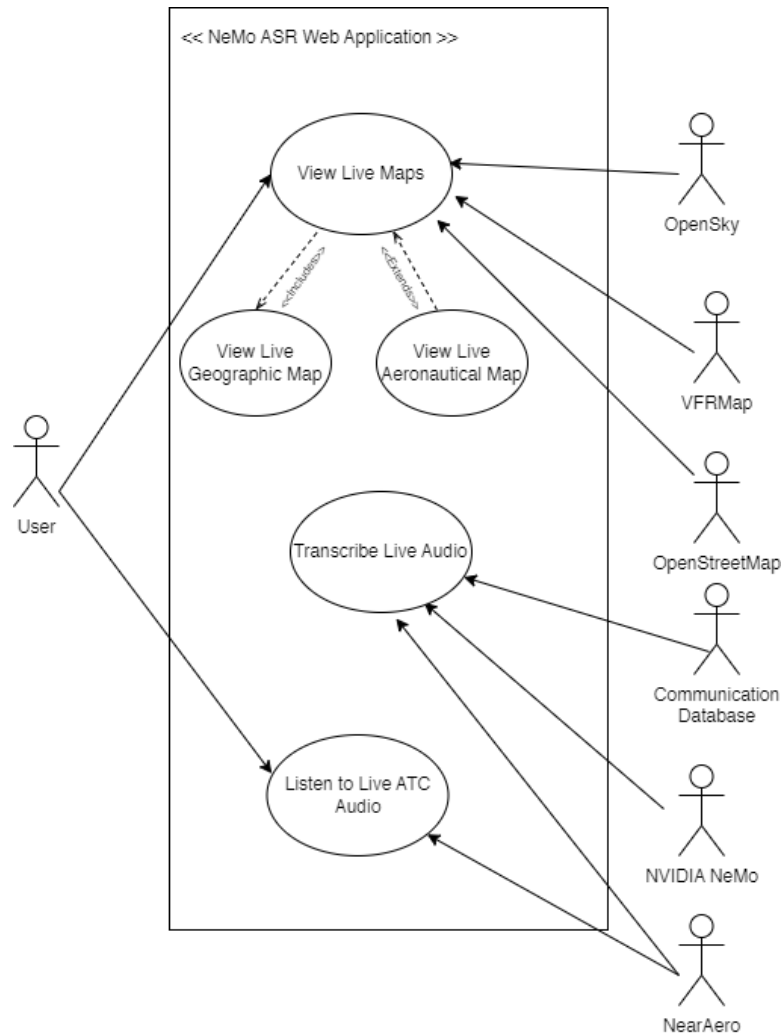 << NeMo ASR Web Application >>
View Live Maps
OpenSky
<<Includes>>
<<Extends>>
View Live
Geographic Map
View Live
Aeronautical Map
VFRMap
User
Transcribe Live Audio
OpenStreetMap
Communication
Database
Listen to Live ATC
Audio
NVIDIA NeMo
NearAero